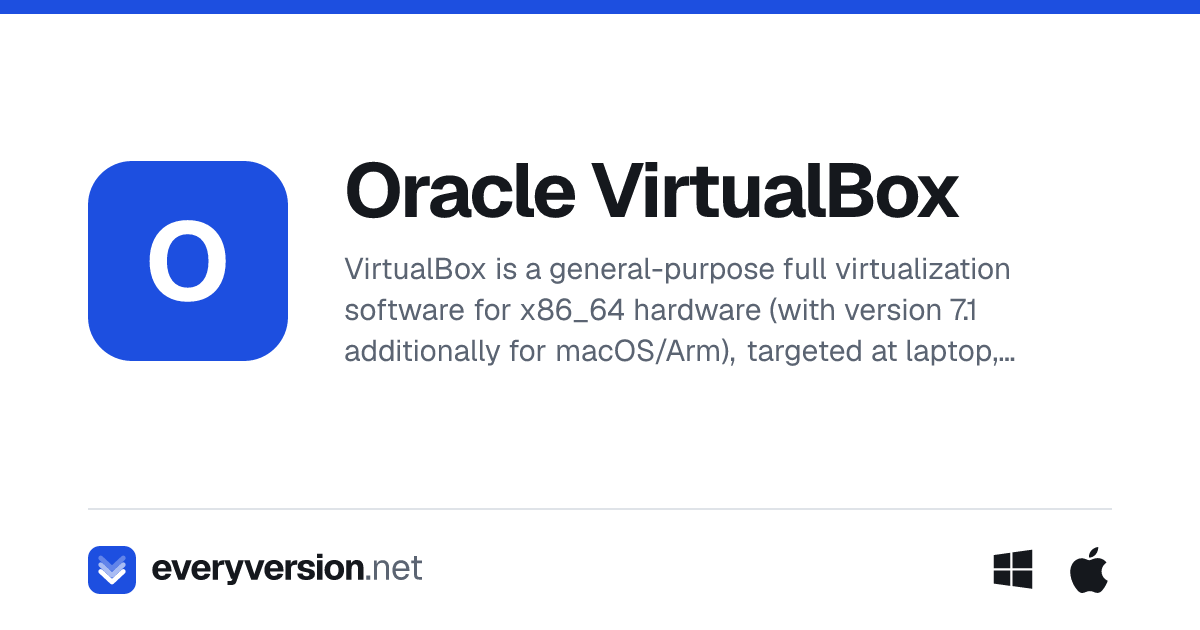 O
Oracle VirtualBox
VirtualBox is a general-purpose full virtualization
software for x86_64 hardware (with version 7.1
additionally for macOS/Arm), targeted at laptop,...
everyversion.net